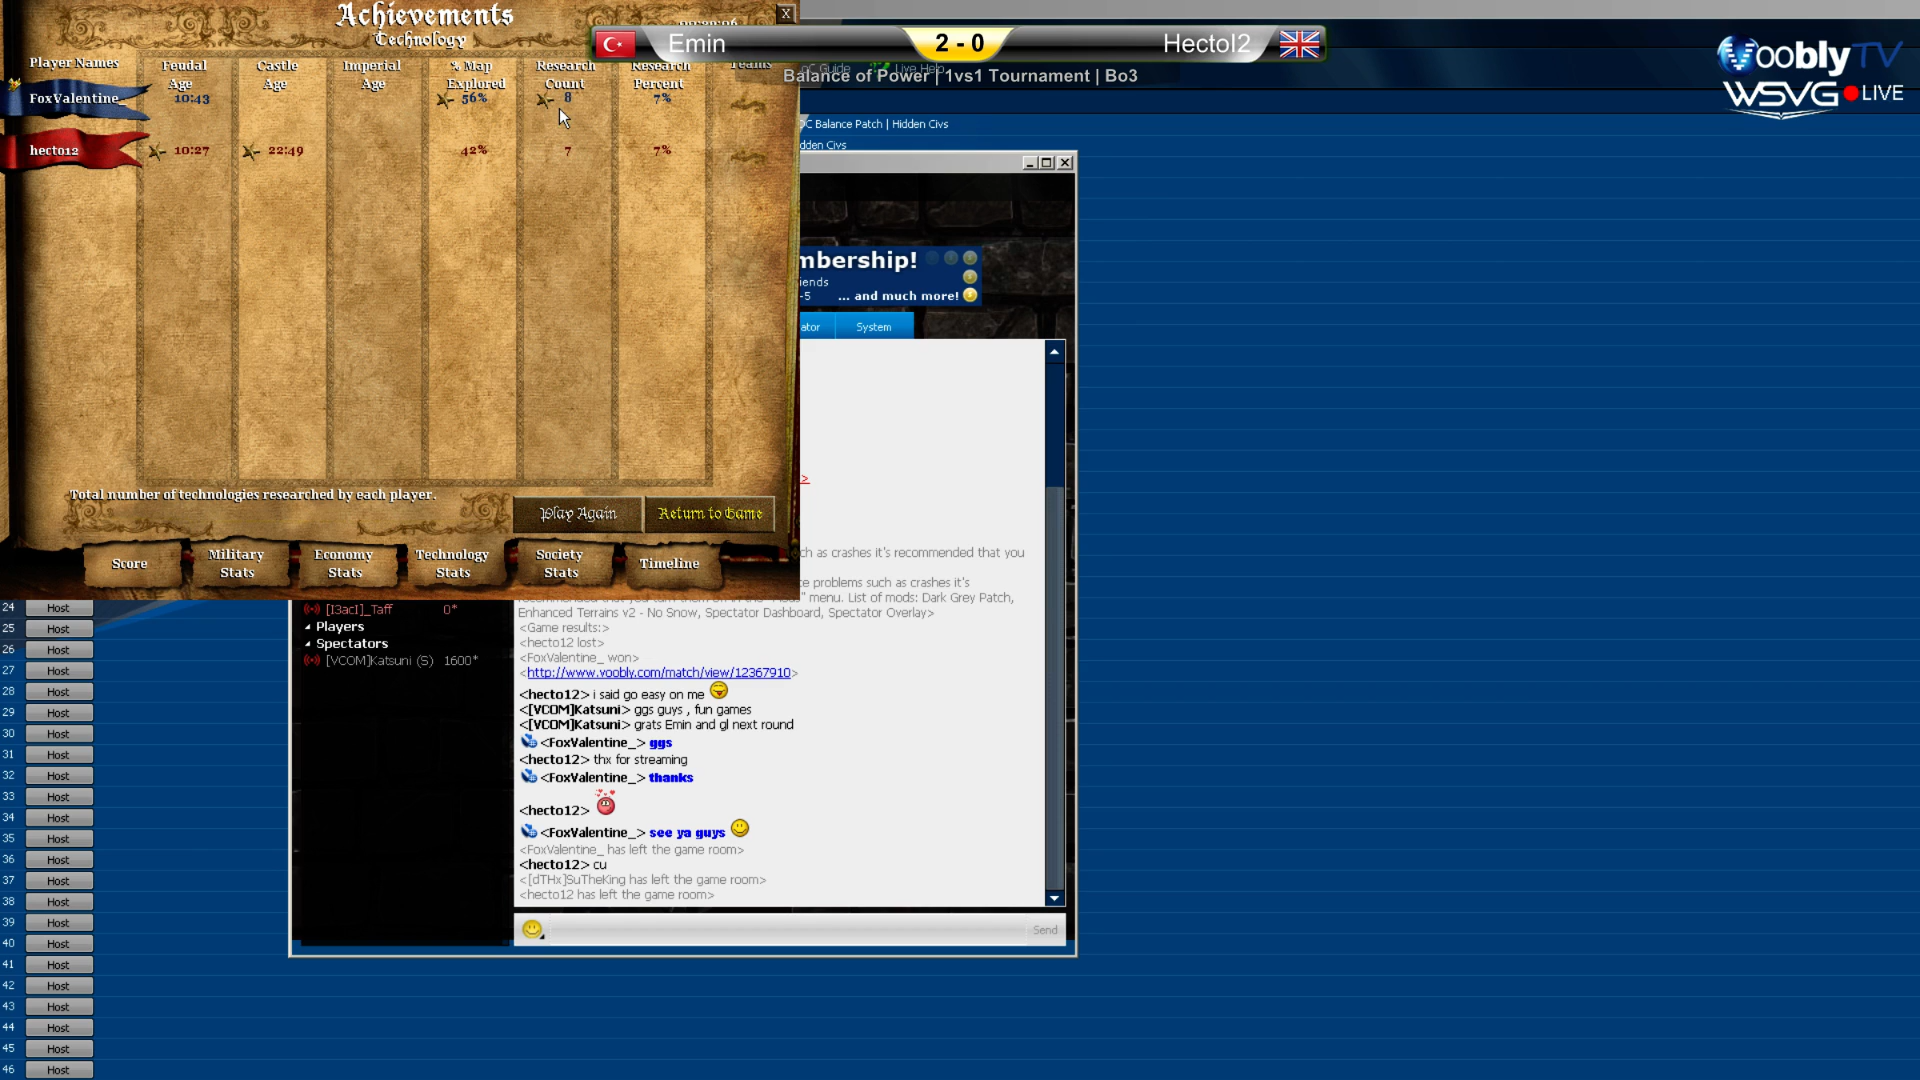 Achievements
Technology
X
Player Names
Feudal Age
Castle Age
Imperial Age
% Map Explored
Research Count
Research Percent
Teams
FoxValentine_ 10:43 56% 8 7%
hecto12 10:27 22:49 42% 7 7%
Total number of technologies researched by each player.
Play Again
Return to Game
Score
Military Stats
Economy Stats
Technology Stats
Society Stats
Timeline
Emin
2 - 0
Hectol2
Balance of Power | 1vs1 Tournament | Bo3
Guide
Live Help
Voobly TV
WSVG LIVE
C Balance Patch | Hidden Civs
dden Civs
mbership!
iends
-5 ... and much more!
ator
System
>
ch as crashes it's recommended that you
e problems such as crashes it's
menu. List of mods: Dark Grey Patch,
Enhanced Terrains v2 - No Snow, Spectator Dashboard, Spectator Overlay>
<Game results:>
<hecto12 lost>
<FoxValentine_ won>
<http://www.voobly.com/match/view/12367910>
<hecto12> i said go easy on me
<[VCOM]Katsuni> ggs guys , fun games
<[VCOM]Katsuni> grats Emin and gl next round
<FoxValentine_> ggs
<hecto12> thx for streaming
<FoxValentine_> thanks
<hecto12>
<FoxValentine_> see ya guys
<FoxValentine_ has left the game room>
<hecto12> cu
<[dTHx]SuTheKing has left the game room>
<hecto12 has left the game room>
Send
[I3acI]_Taff 0*
Players
Spectators
[VCOM]Katsuni (S) 1600*
24 Host
25 Host
26 Host
27 Host
28 Host
29 Host
30 Host
31 Host
32 Host
33 Host
34 Host
35 Host
36 Host
37 Host
38 Host
39 Host
40 Host
41 Host
42 Host
43 Host
44 Host
45 Host
46 Host